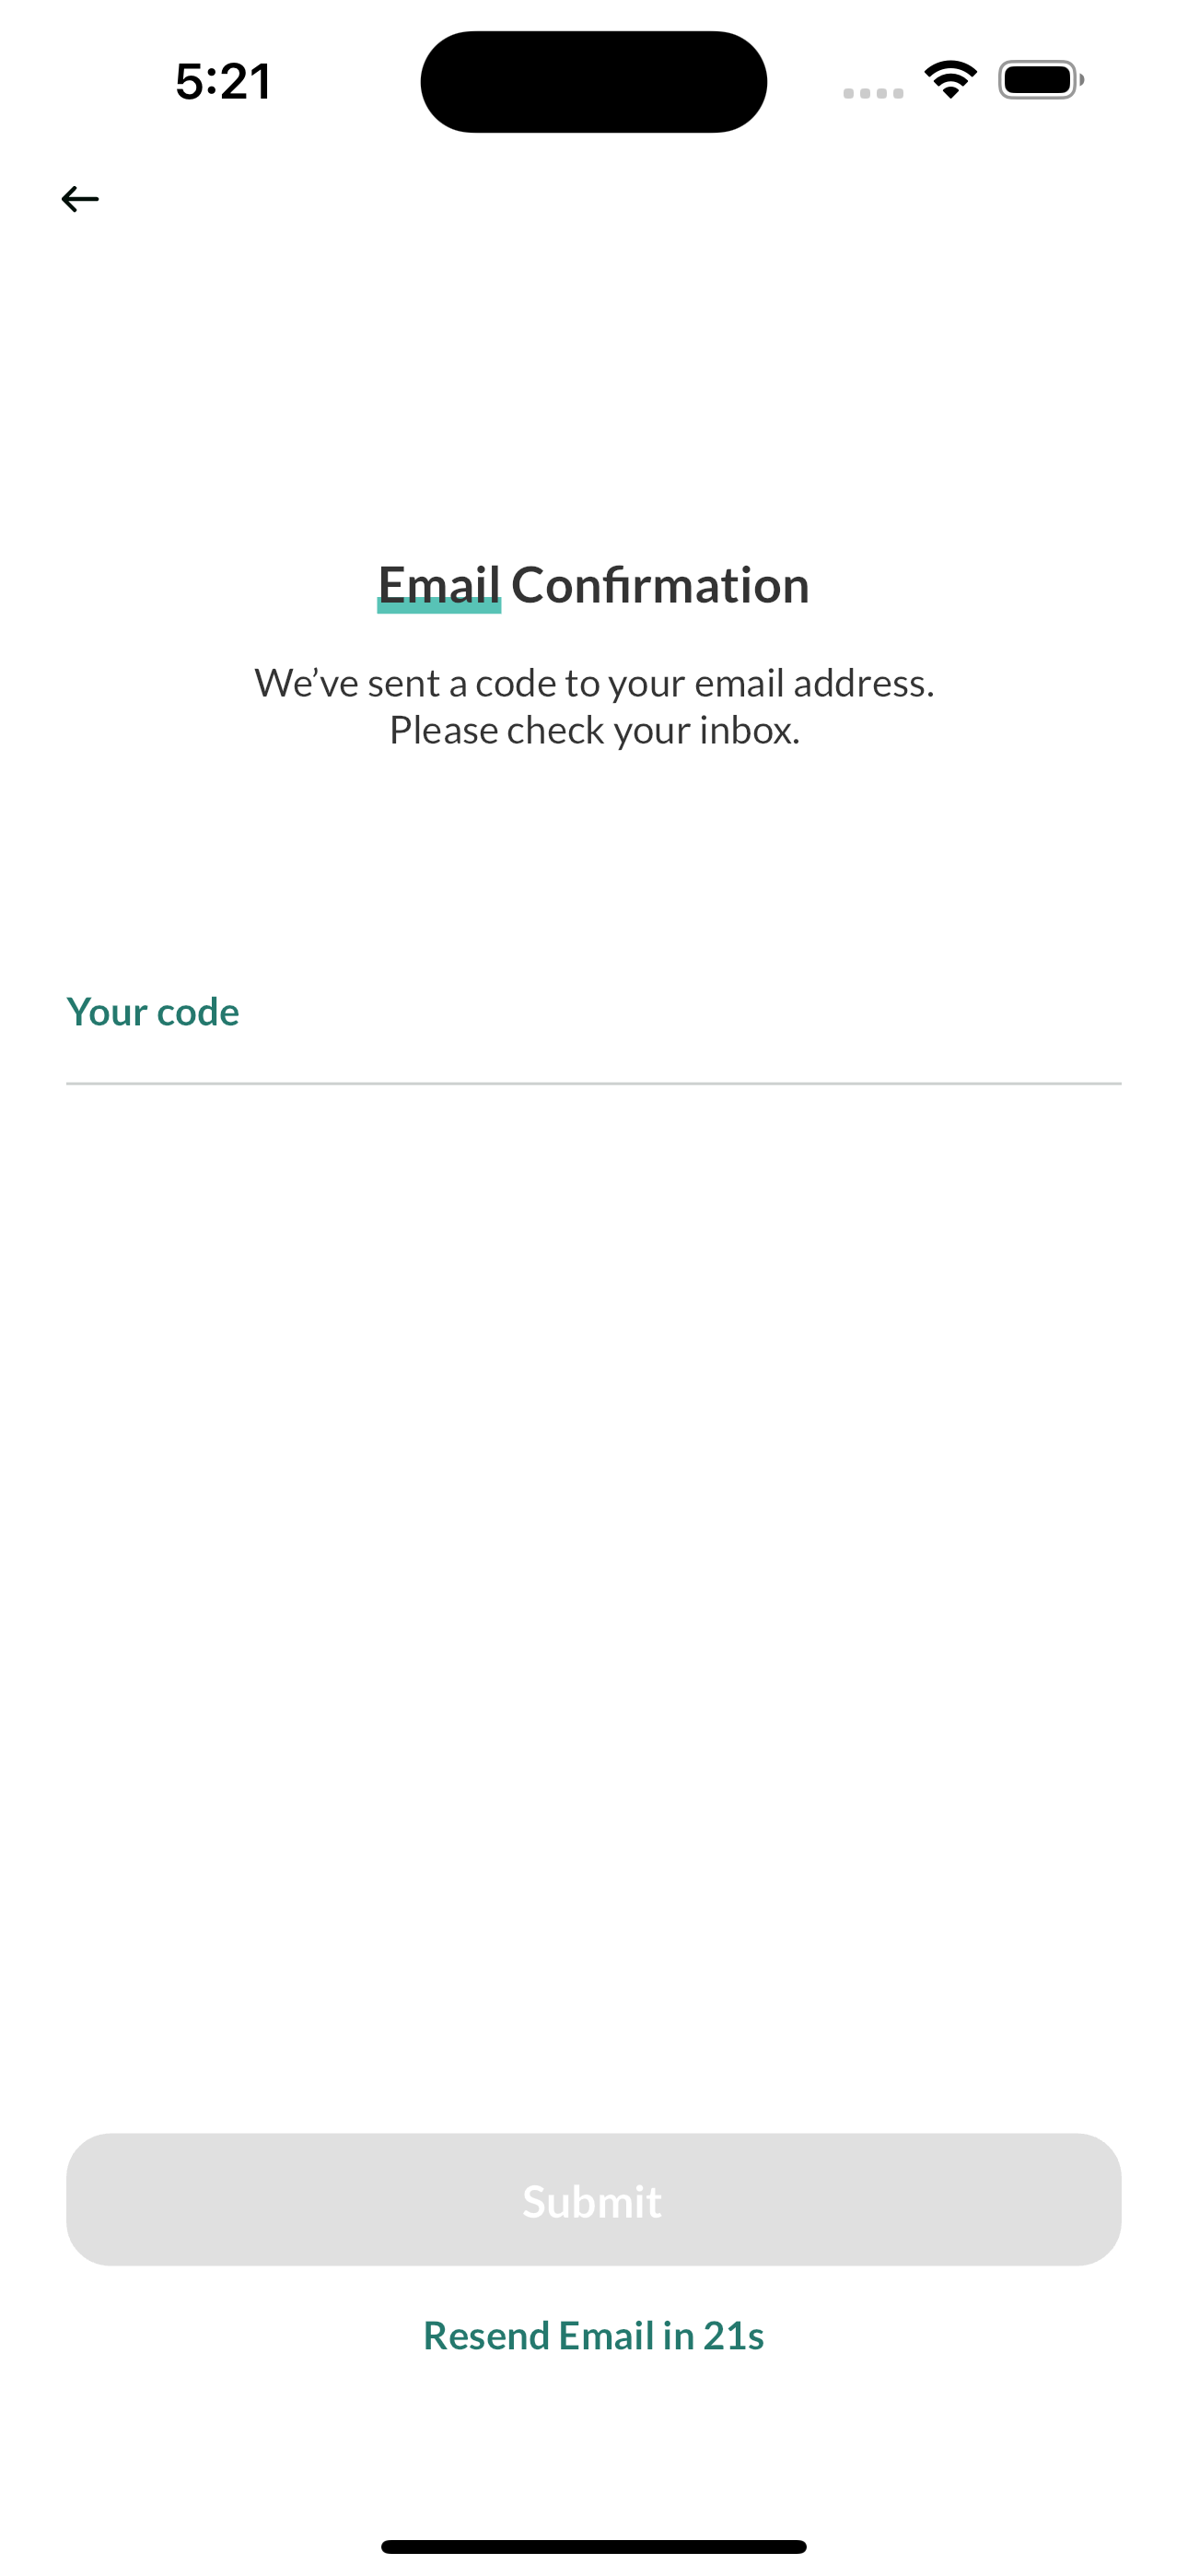 5:21
Email Confirmation
We’ve sent a code to your email address.
Please check your inbox.
Your code
Submit
Resend Email in 21s